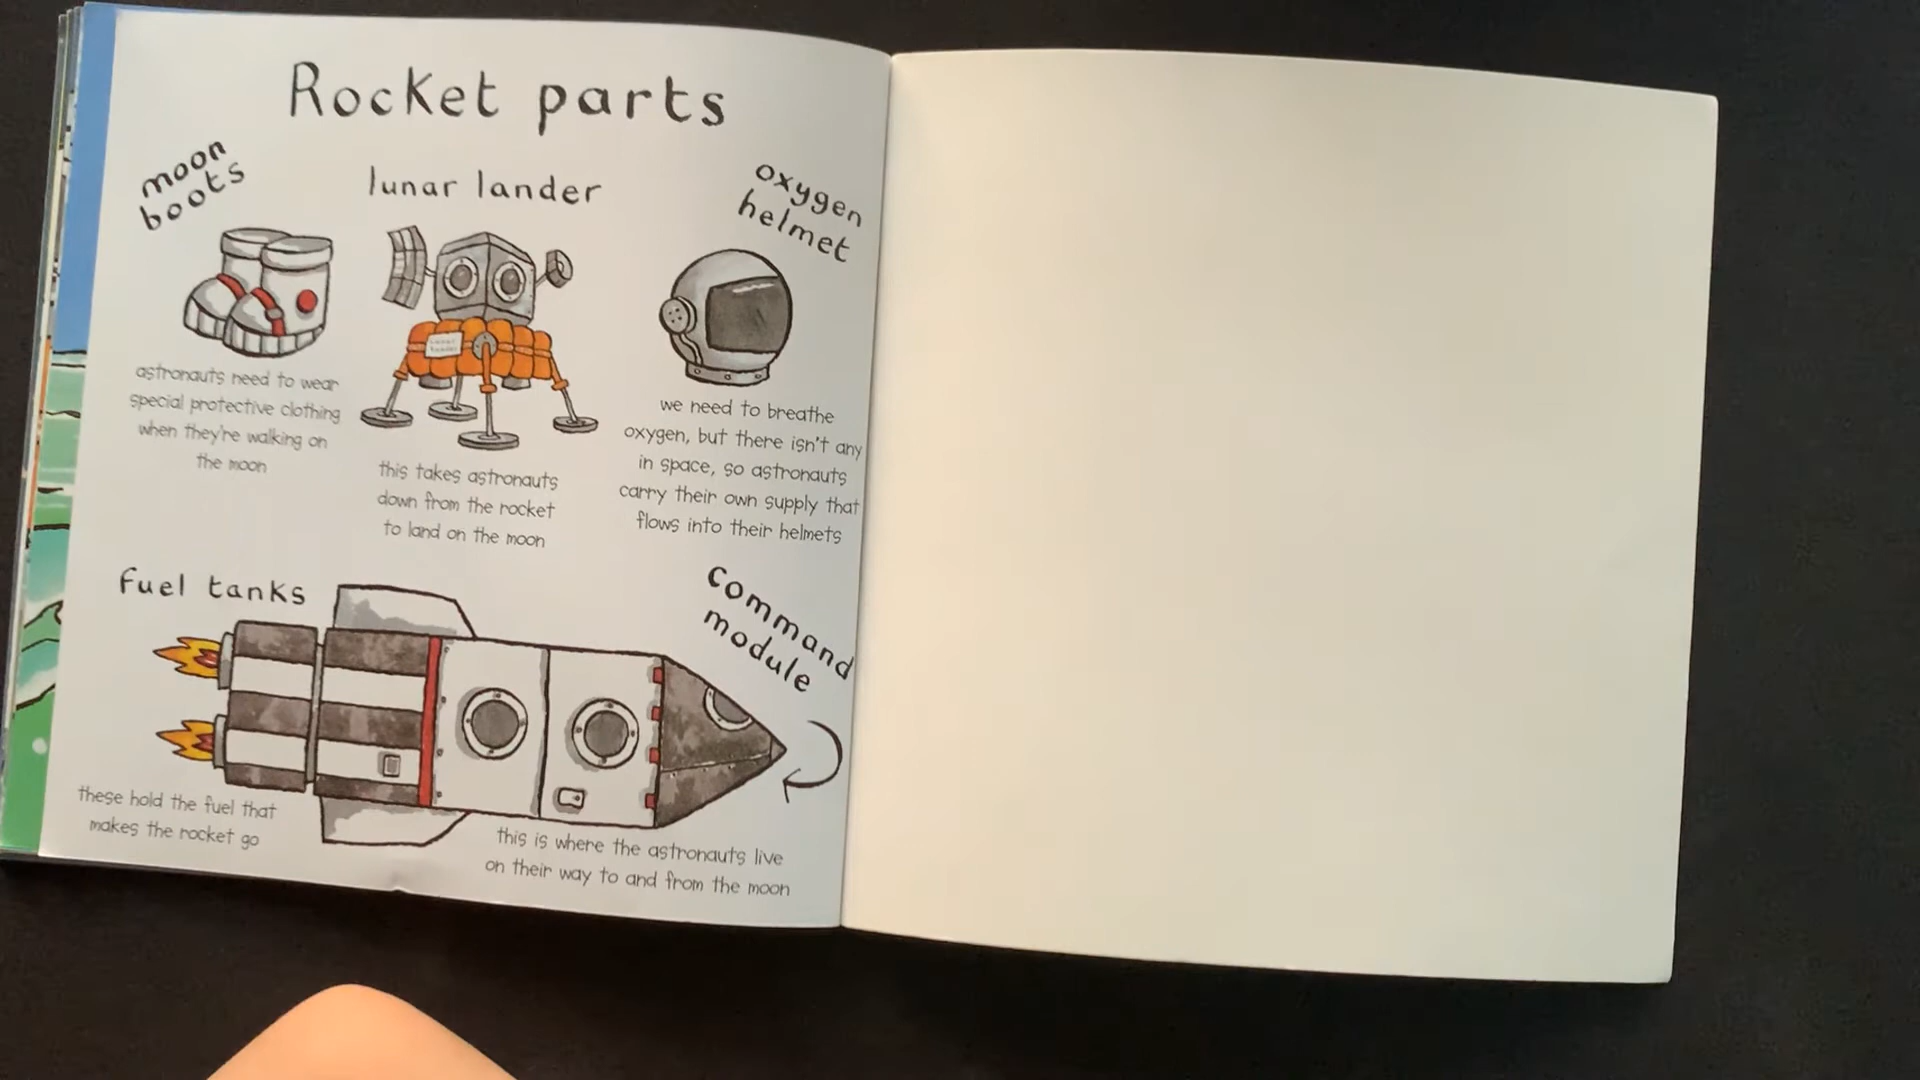 Rocket parts
moon
boots
astronauts need to wear
special protective clothing
when they're walking on
the moon
lunar lander
lunar
lander
this takes astronauts
down from the rocket
to land on the moon
oxygen
helmet
we need to breathe
oxygen, but there isn't any
in space, so astronauts
carry their own supply that
flows into their helmets
fuel tanks
these hold the fuel that
makes the rocket go
command
module
this is where the astronauts live
on their way to and from the moon